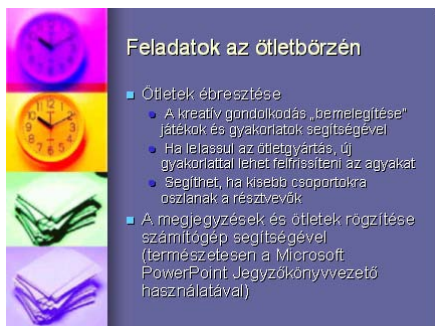 Feladatok az ötletbörzén
Ötletek ébresztése
A kreatív gondolkodás „bemelegítése”
játékok és gyakorlatok segítségével
Ha lelassul az ötletgyártás, új
gyakorlattal lehet felfrissíteni az agyakat
Segíthet, ha kisebb csoportokra
oszlanak a résztvevők
A megjegyzések és ötletek rögzítése
számítógép segítségével
(természetesen a Microsoft
PowerPoint Jegyzőkönyvvezető
használatával)